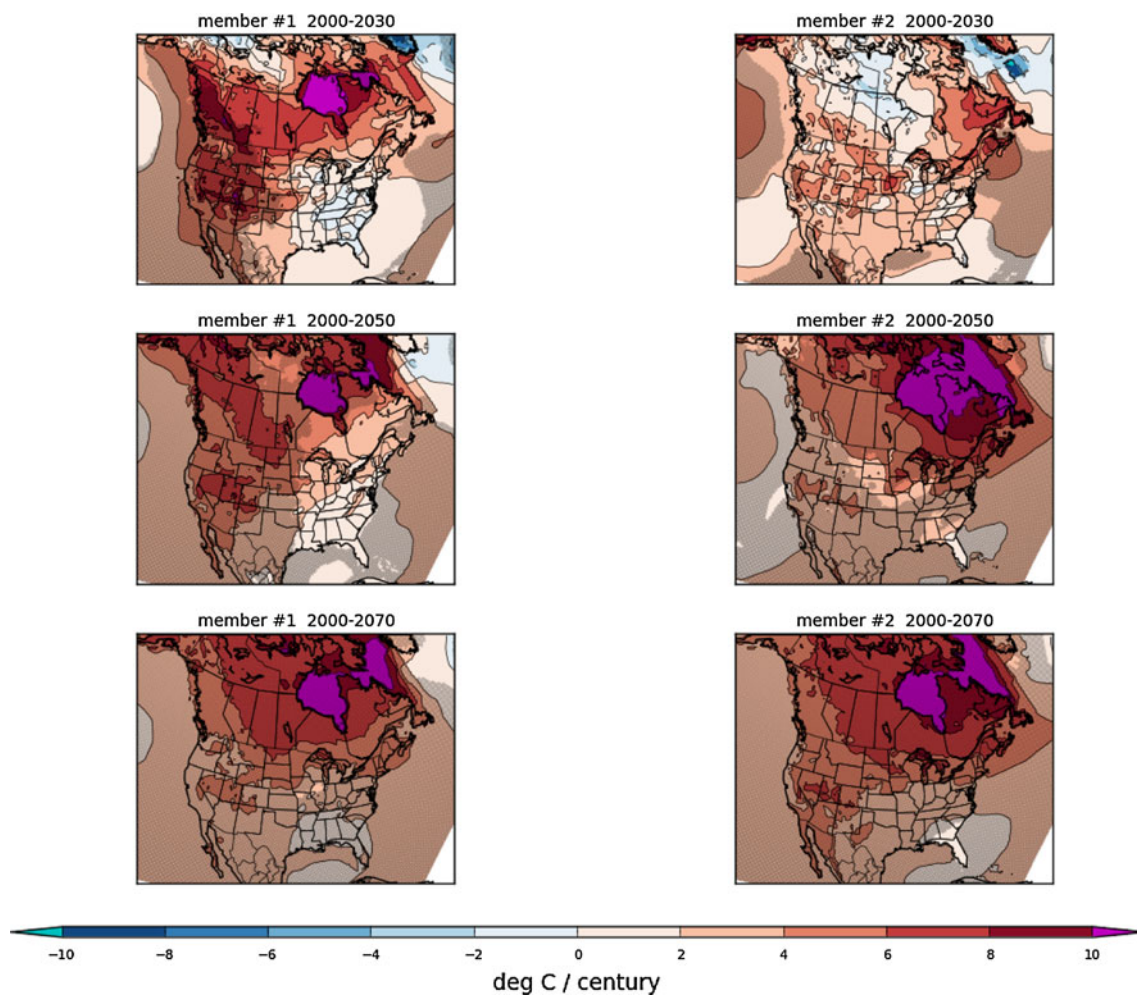 member #1 2000-2030
member #2 2000-2030
member #1 2000-2050
member #2 2000-2050
member #1 2000-2070
member #2 2000-2070
−10 −8 −6 −4 −2 0 2 4 6 8 10
deg C / century